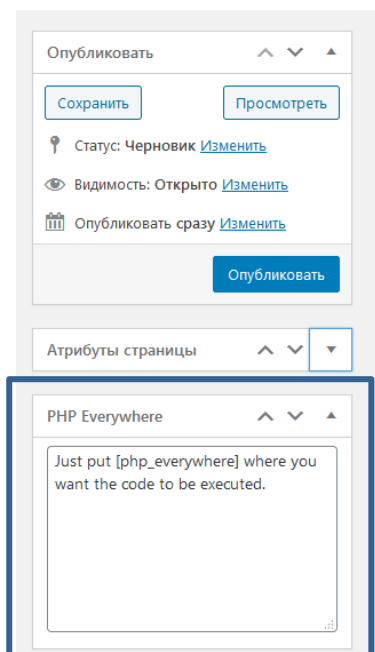 Опубликовать
Сохранить Просмотреть
Статус: Черновик Изменить
Видимость: Открыто Изменить
Опубликовать сразу Изменить
Опубликовать
Атрибуты страницы
PHP Everywhere
Just put [php_everywhere] where you
want the code to be executed.